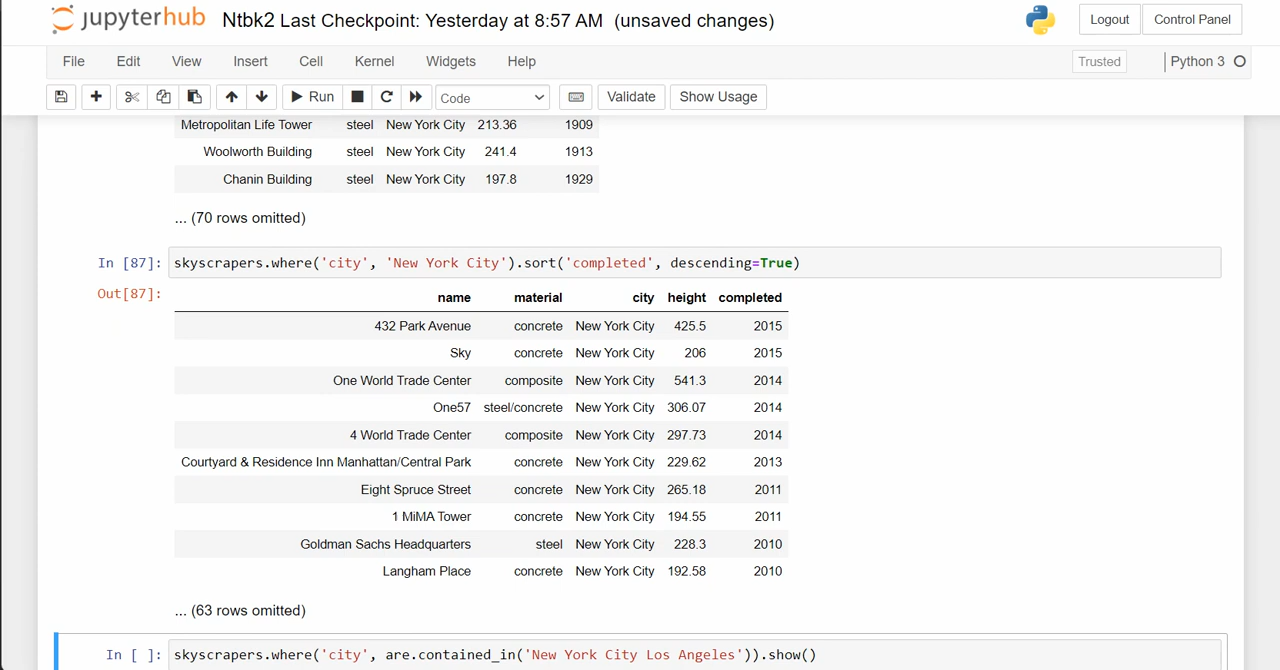 jupyterhub Ntbk2 Last Checkpoint: Yesterday at 8:57 AM (unsaved changes) Logout Control Panel
File Edit View Insert Cell Kernel Widgets Help Trusted Python 3
Run Code Validate Show Usage
Metropolitan Life Tower steel New York City 213.36 1909
Woolworth Building steel New York City 241.4 1913
Chanin Building steel New York City 197.8 1929
... (70 rows omitted)
In [87]: skyscrapers.where('city', 'New York City').sort('completed', descending=True)
Out[87]: name material city height completed
432 Park Avenue concrete New York City 425.5 2015
Sky concrete New York City 206 2015
One World Trade Center composite New York City 541.3 2014
One57 steel/concrete New York City 306.07 2014
4 World Trade Center composite New York City 297.73 2014
Courtyard & Residence Inn Manhattan/Central Park concrete New York City 229.62 2013
Eight Spruce Street concrete New York City 265.18 2011
1 MiMA Tower concrete New York City 194.55 2011
Goldman Sachs Headquarters steel New York City 228.3 2010
Langham Place concrete New York City 192.58 2010
... (63 rows omitted)
In [ ]: skyscrapers.where('city', are.contained_in('New York City Los Angeles')).show()